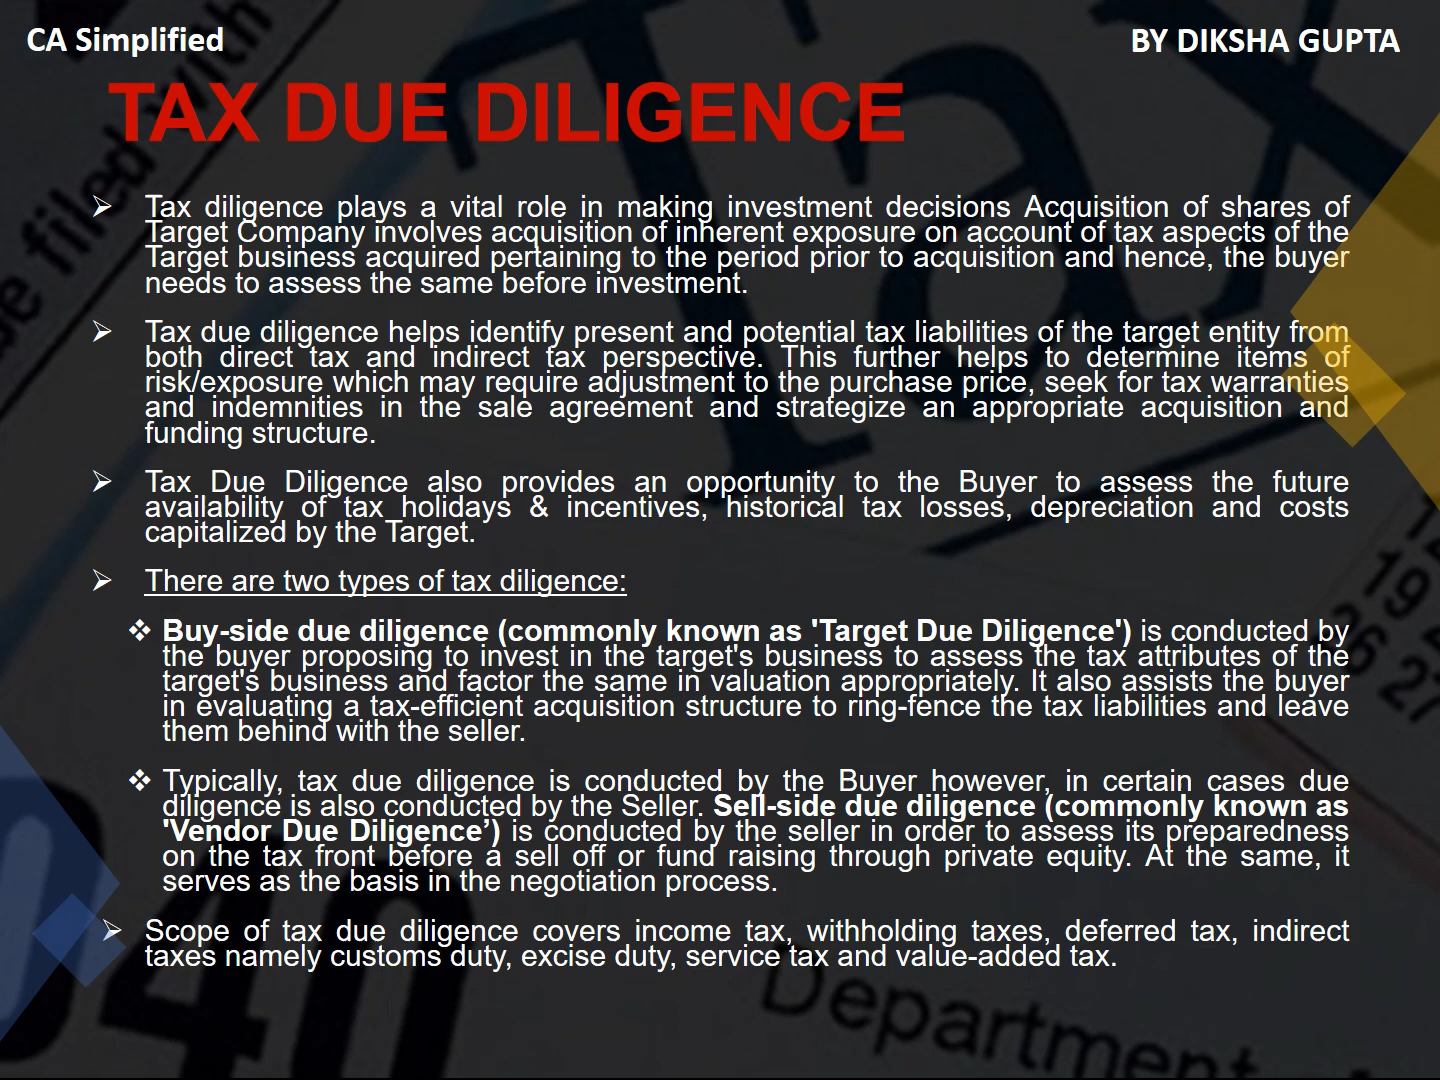 CA Simplified
BY DIKSHA GUPTA
TAX DUE DILIGENCE
➢ Tax diligence plays a vital role in making investment decisions Acquisition of shares of
Target Company involves acquisition of inherent exposure on account of tax aspects of the
Target business acquired pertaining to the period prior to acquisition and hence, the buyer
needs to assess the same before investment.
➢ Tax due diligence helps identify present and potential tax liabilities of the target entity from
both direct tax and indirect tax perspective. This further helps to determine items of
risk/exposure which may require adjustment to the purchase price, seek for tax warranties
and indemnities in the sale agreement and strategize an appropriate acquisition and
funding structure.
➢ Tax Due Diligence also provides an opportunity to the Buyer to assess the future
availability of tax holidays & incentives, historical tax losses, depreciation and costs
capitalized by the Target.
➢ There are two types of tax diligence:
❖ Buy-side due diligence (commonly known as 'Target Due Diligence') is conducted by
the buyer proposing to invest in the target's business to assess the tax attributes of the
target's business and factor the same in valuation appropriately. It also assists the buyer
in evaluating a tax-efficient acquisition structure to ring-fence the tax liabilities and leave
them behind with the seller.
❖ Typically, tax due diligence is conducted by the Buyer however, in certain cases due
diligence is also conducted by the Seller. Sell-side due diligence (commonly known as
'Vendor Due Diligence’) is conducted by the seller in order to assess its preparedness
on the tax front before a sell off or fund raising through private equity. At the same, it
serves as the basis in the negotiation process.
➢ Scope of tax due diligence covers income tax, withholding taxes, deferred tax, indirect
taxes namely customs duty, excise duty, service tax and value-added tax.
Tax
filed with
19
26 27
040
Department